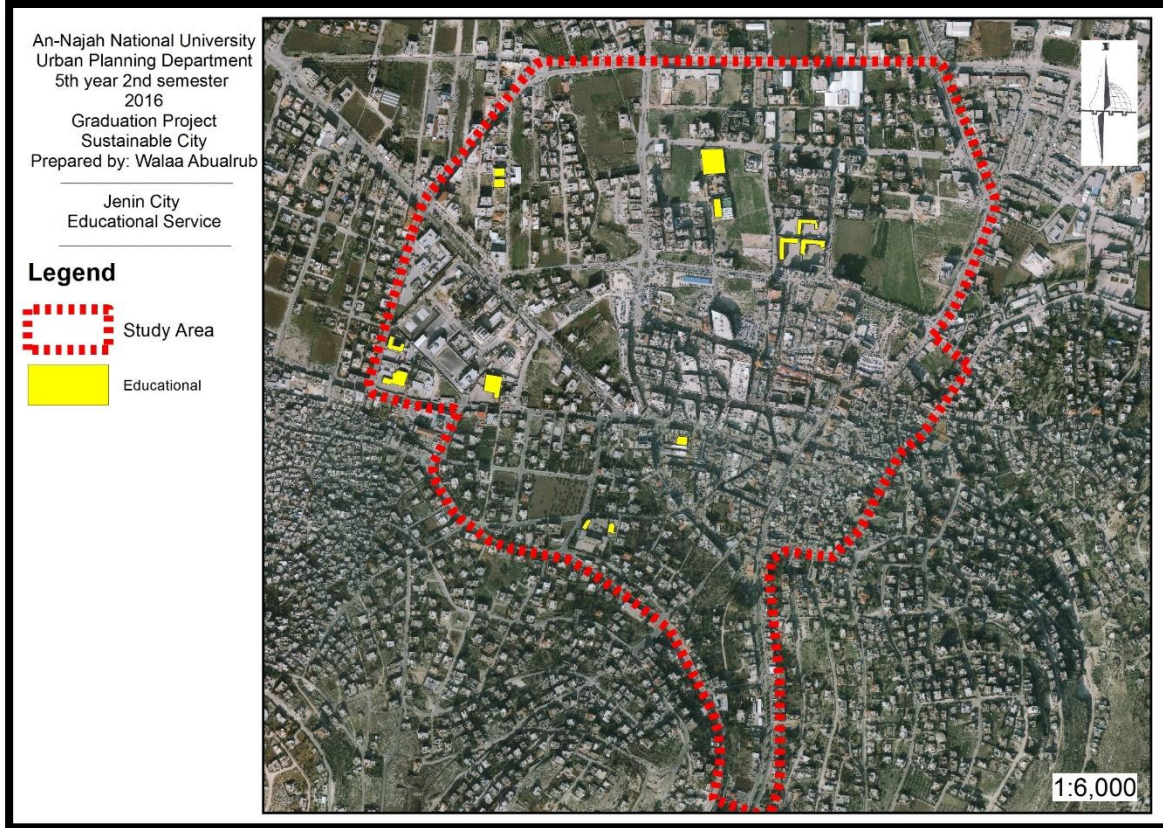 An-Najah National University
Urban Planning Department
5th year 2nd semester
2016
Graduation Project
Sustainable City
Prepared by: Walaa Abualrub
Jenin City
Educational Service
Legend
Study Area
Educational
1:6,000